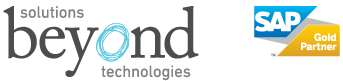 solutions
beyond
technologies
SAP
Gold
Partner